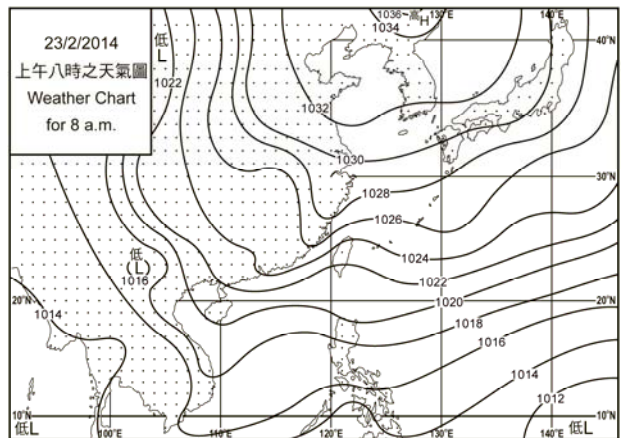 23/2/2014
上午八時之天氣圖
Weather Chart
for 8 a.m.
低
L
1022
1036
高H
130°E
140°E
1034
40°N
1032
1030
30°N
1028
1026
1024
低
(L)
1016
1022
20°N
1020
1014
1018
1016
1014
1012
10°N
10°N
低L
100°E
110°E
120°E
130°E
140°E
低L
20°N